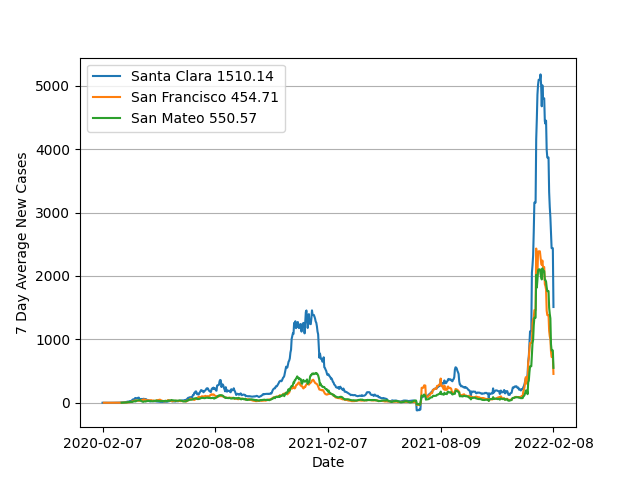 Santa Clara 1510.14
San Francisco 454.71
San Mateo 550.57
7 Day Average New Cases
5000
4000
3000
2000
1000
0
2020-02-07 2020-08-08 2021-02-07 2021-08-09 2022-02-08
Date